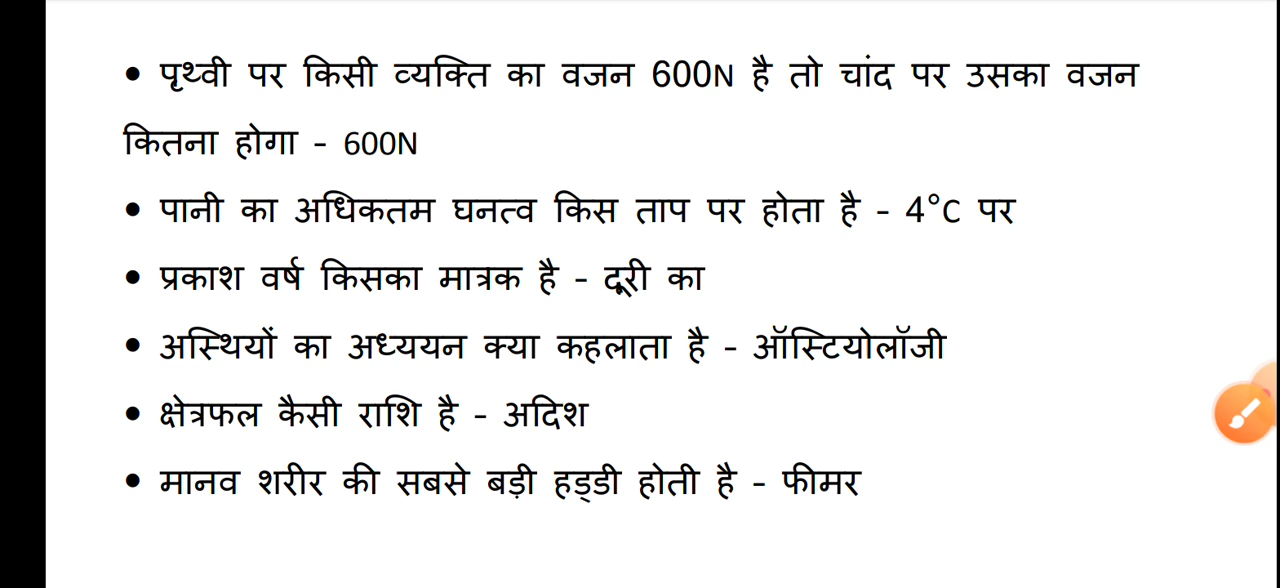 • पृथ्वी पर किसी व्यक्ति का वजन 600N है तो चांद पर उसका वजन
कितना होगा - 600N
• पानी का अधिकतम घनत्व किस ताप पर होता है - 4°C पर
• प्रकाश वर्ष किसका मात्रक है - दूरी का
• अस्थियों का अध्ययन क्या कहलाता है - ऑस्टियोलॉजी
• क्षेत्रफल कैसी राशि है - अदिश
• मानव शरीर की सबसे बड़ी हड्डी होती है - फीमर